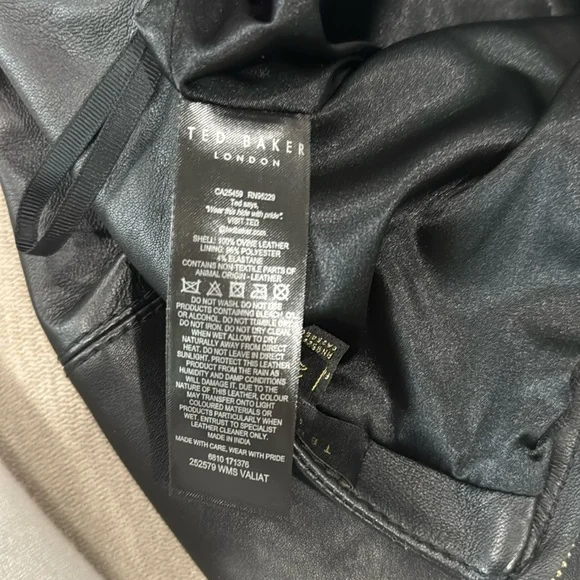 TED BAKER
LONDON
CA25459 RN95229
Ted says,
"Wear this hide with pride".
VISIT TED
@tedbaker.com
SHELL: 100% OVINE LEATHER
LINING: 96% POLYESTER
4% ELASTANE
CONTAINS NON-TEXTILE PARTS OF
ANIMAL ORIGIN - LEATHER
DO NOT WASH. DO NOT USE
PRODUCTS CONTAINING BLEACH, OIL
OR ALCOHOL. DO NOT TUMBLE DRY.
DO NOT IRON. DO NOT DRY CLEAN.
WHEN WET ALLOW TO DRY
NATURALLY AWAY FROM DIRECT
HEAT. DO NOT LEAVE IN DIRECT
SUNLIGHT. PROTECT THIS LEATHER
PRODUCT FROM THE RAIN AS
HUMIDITY AND DAMP CONDITIONS
WILL DAMAGE IT. DUE TO THE
NATURE OF THIS LEATHER, COLOUR
MAY TRANSFER ONTO LIGHT
COLOURED MATERIALS OR
PRODUCTS PARTICULARLY WHEN
WET. ENTRUST TO SPECIALIST
LEATHER CLEANER ONLY.
MADE IN INDIA
MADE WITH CARE, WEAR WITH PRIDE
6610 171376
252579 WMS VALIAT